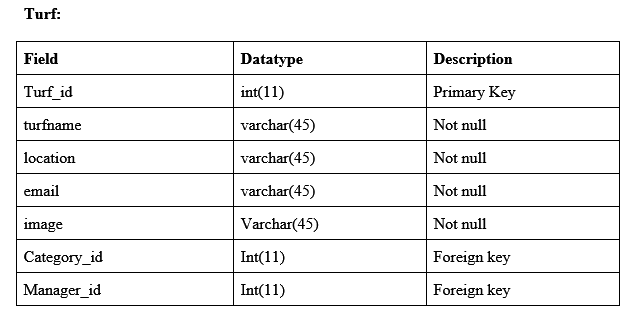 Turf:
Field Datatype Description
Turf_id int(11) Primary Key
turfname varchar(45) Not null
location varchar(45) Not null
email varchar(45) Not null
image Varchar(45) Not null
Category_id Int(11) Foreign key
Manager_id Int(11) Foreign key